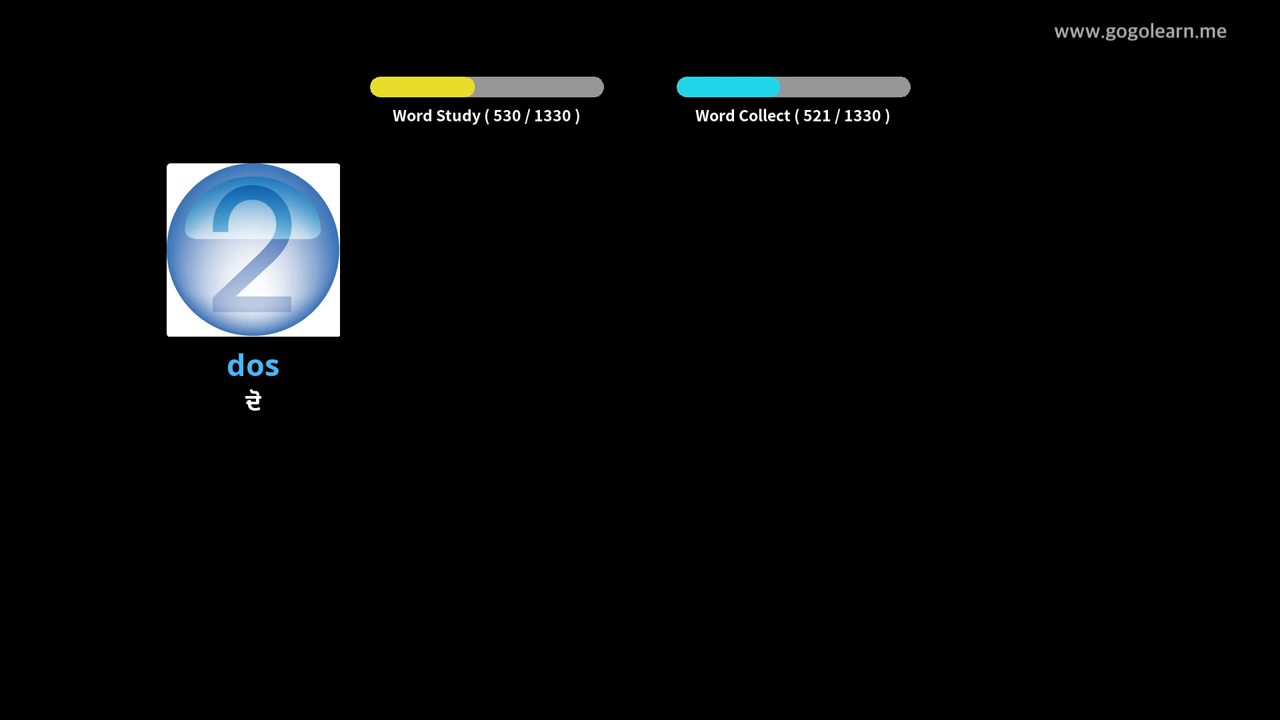 www.gogolearn.me
Word Study ( 530 / 1330 )
Word Collect ( 521 / 1330 )
2
dos
ਦੋ